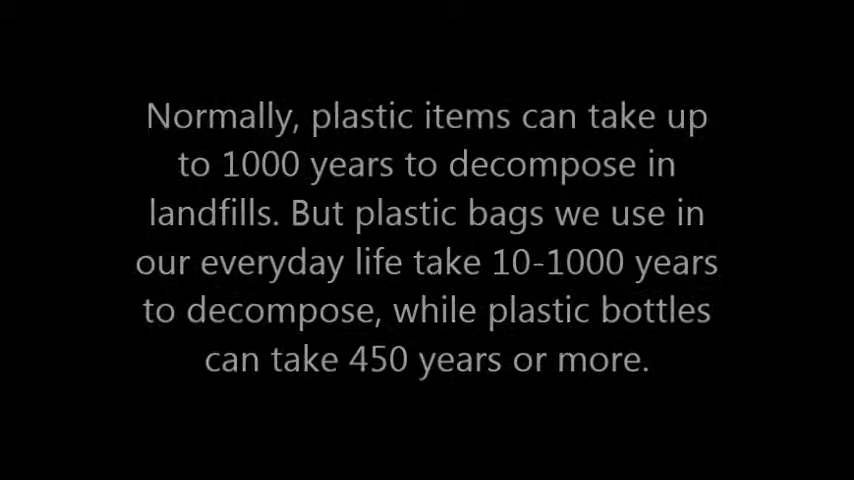 Normally, plastic items can take up
to 1000 years to decompose in
landfills. But plastic bags we use in
our everyday life take 10-1000 years
to decompose, while plastic bottles
can take 450 years or more.